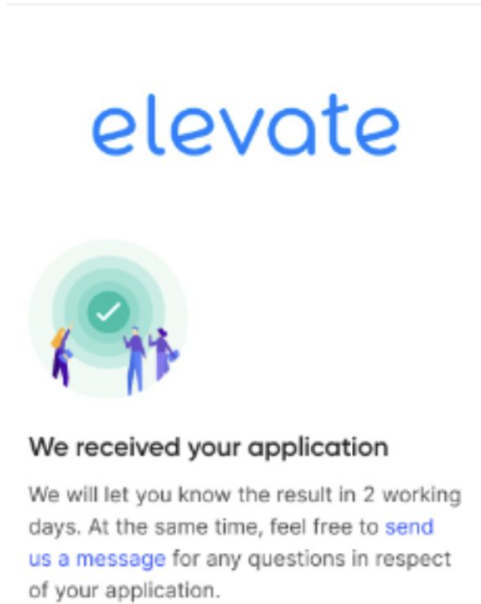 elevate
We received your application
We will let you know the result in 2 working
days. At the same time, feel free to send
us a message for any questions in respect
of your application.